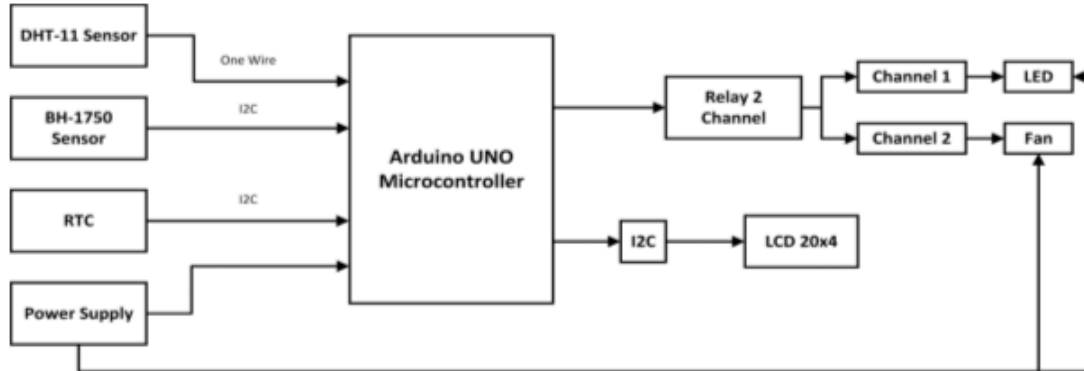 DHT-11 Sensor
One Wire
BH-1750
Sensor
I2C
RTC
I2C
Power Supply
Arduino UNO
Microcontroller
Relay 2
Channel
Channel 1
LED
Channel 2
Fan
I2C
LCD 20x4